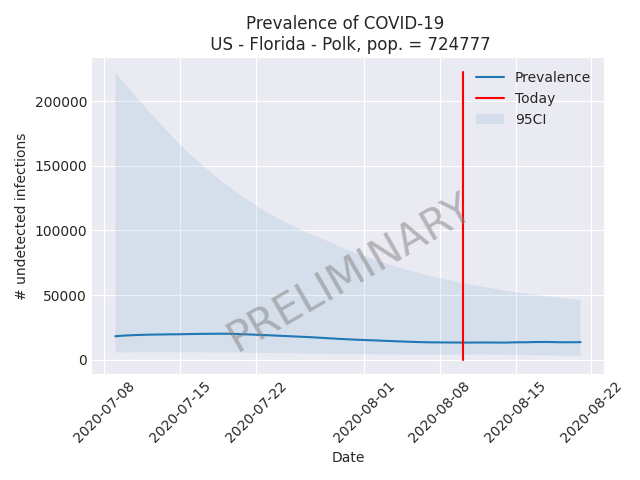 Prevalence of COVID-19
US - Florida - Polk, pop. = 724777
Prevalence
Today
95CI
200000
150000
100000
50000
0
# undetected infections
PRELIMINARY
2020-07-08
2020-07-15
2020-07-22
2020-08-01
2020-08-08
2020-08-15
2020-08-22
Date